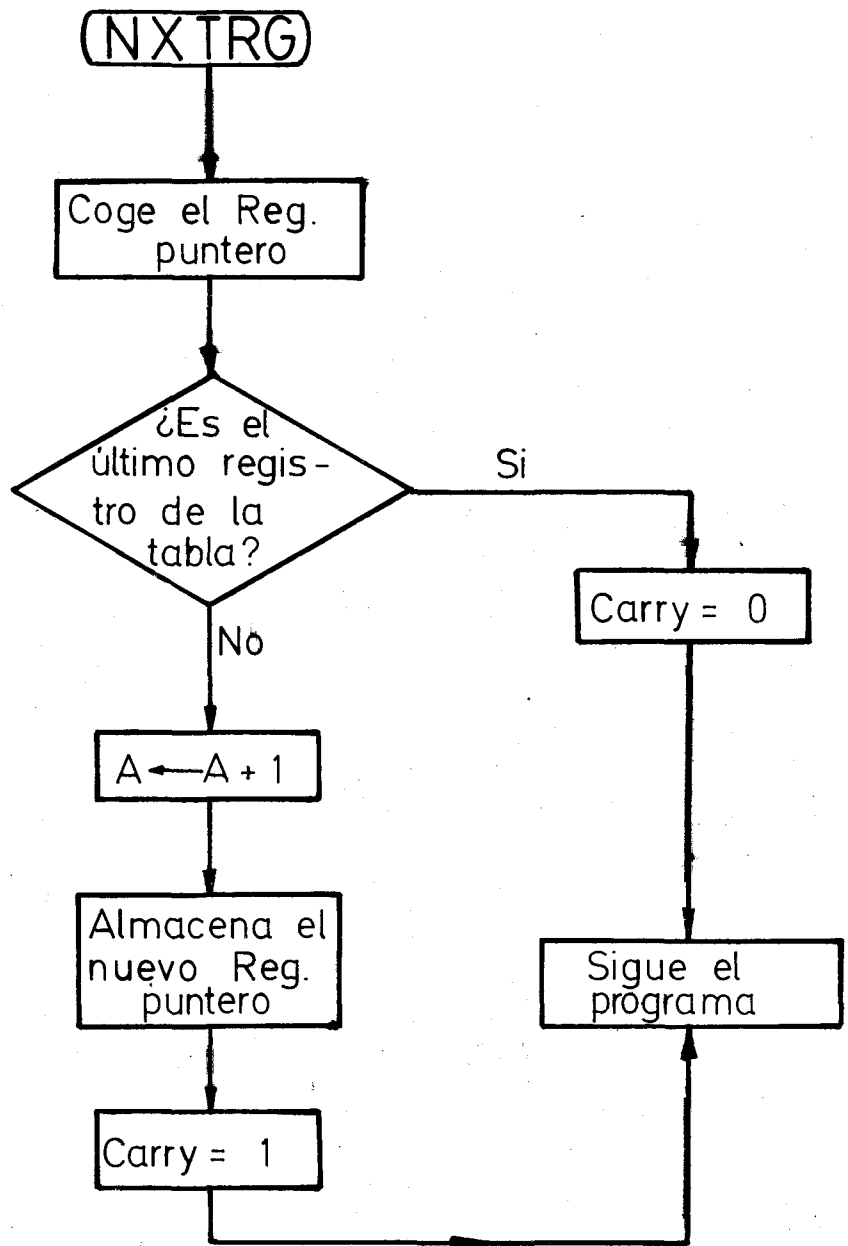 (NXTRG)
Coge el Reg.
puntero
¿Es el
último regis-
tro de la
tabla?
Si
No
Carry = 0
A ← A + 1
Almacena el
nuevo Reg.
puntero
Sigue el
programa
Carry = 1